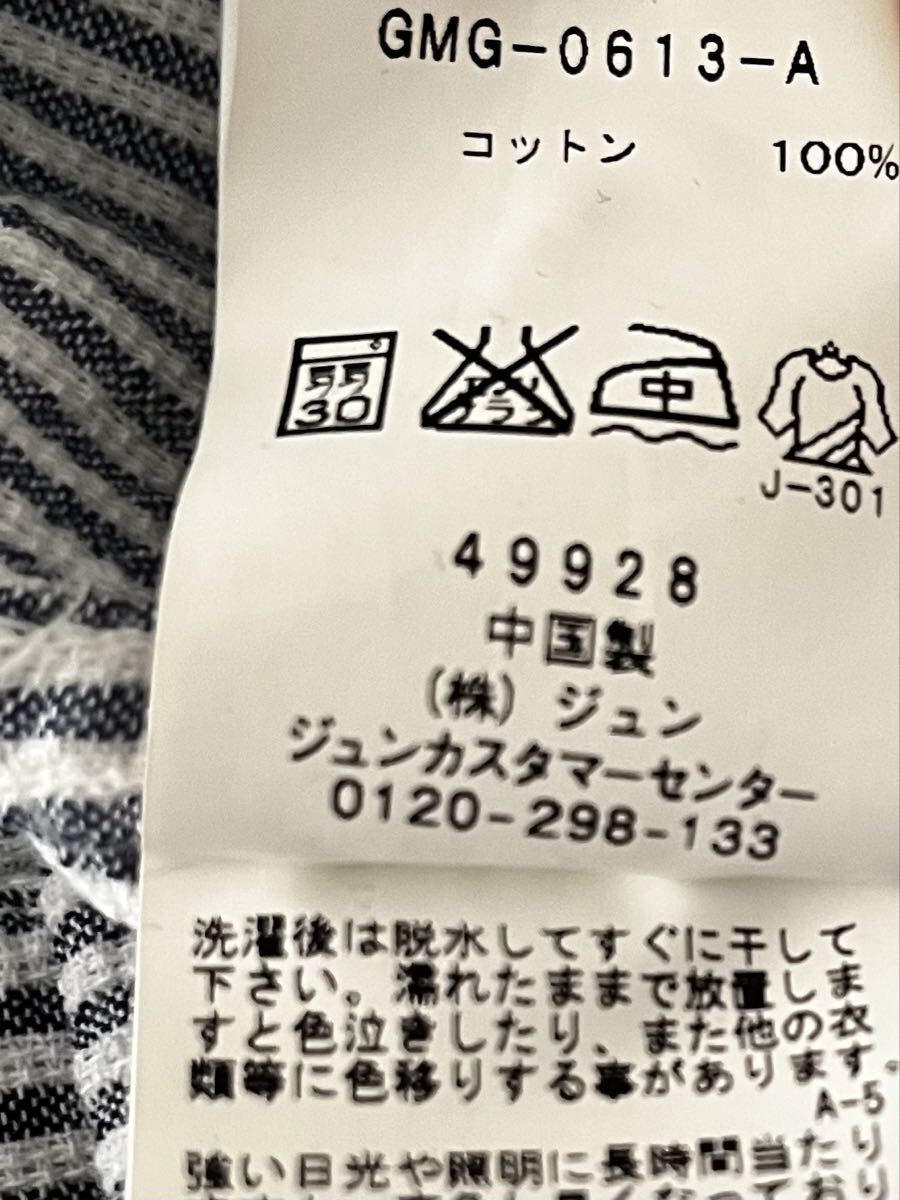 GMG-0613-A
コットン 100%
弱
30
中
J-301
49928
中国製
(株) ジュン
ジュンカスタマーセンター
0120-298-133
洗濯後は脱水してすぐに干して
下さい。濡れたままで放置しま
すと色泣きしたり、また他の衣
類等に色移りする事があります。
A-5
強い日光や照明に長時間当たり